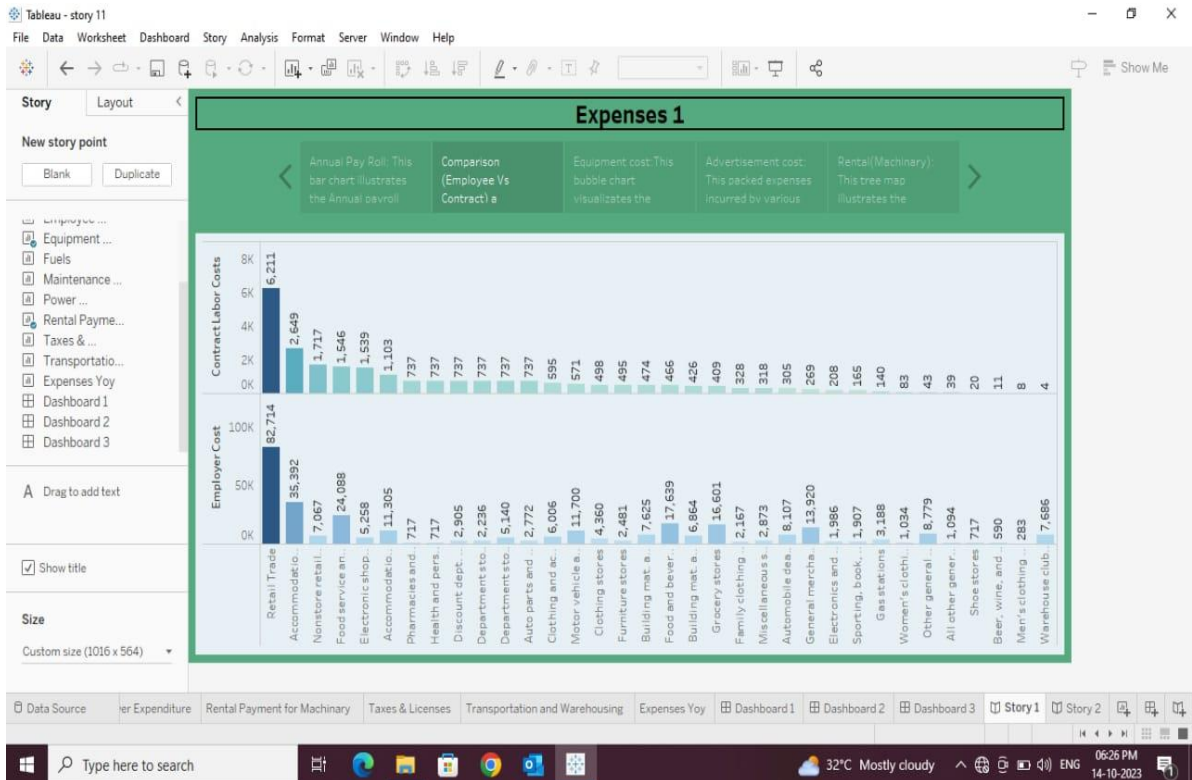 Tableau - story 11
File Data Worksheet Dashboard Story Analysis Format Server Window Help
Show Me
Story Layout
New story point
Blank Duplicate
Equipment ...
Fuels
Maintenance ...
Power ...
Rental Payme...
Taxes & ...
Transportatio...
Expenses Yoy
Dashboard 1
Dashboard 2
Dashboard 3
A Drag to add text
Show title
Size
Custom size (1016 x 564)
Expenses 1
Annual Pay Roll: This
bar chart illustrates
the Annual payroll
Comparison
(Employee Vs
Contract) a
Equipment cost:This
bubble chart
visualizates the
Advertisement cost:
This packed expenses
incurred by various
Rental(Machinary):
This tree map
illustrates the
Contract Labor Costs
8K
6K
4K
2K
0K
6,211
2,649
1,717
1,546
1,539
1,103
737
737
737
737
737
737
595
571
498
495
474
466
426
409
328
318
305
269
208
165
140
83
43
39
20
11
8
4
Employer Cost
100K
50K
0K
82,714
35,392
7,067
24,088
5,258
11,305
717
717
2,905
2,236
5,140
2,772
6,006
11,700
4,360
2,481
7,625
17,639
6,864
16,601
2,167
2,873
8,107
13,920
1,986
1,907
3,188
1,034
8,779
1,094
717
590
283
7,686
Retail Trade
Accommodatio..
Nonstore retail..
Food service an..
Electronic shop..
Accommodatio..
Pharmacies and..
Health and pers..
Discount dept. ..
Department sto..
Department sto..
Auto parts and ..
Clothing and ac..
Motor vehicle a..
Clothing stores
Furniture stores
Building mat. a..
Food and bever..
Building mat. a..
Grocery stores
Family clothing ..
Miscellaneous s..
Automobile dea..
General mercha..
Electronics and ..
Sporting, book, ..
Gas stations
Women's clothi..
Other general ..
All other gener..
Shoe stores
Beer, wine, and ..
Men's clothing ..
Warehouse club..
Data Source er Expenditure Rental Payment for Machinary Taxes & Licenses Transportation and Warehousing Expenses Yoy Dashboard 1 Dashboard 2 Dashboard 3 Story 1 Story 2
Type here to search
32°C Mostly cloudy
ENG
06:26 PM
14-10-2023